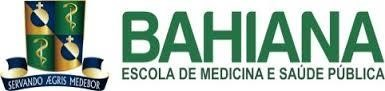 BAHIANA
ESCOLA DE MEDICINA E SAÚDE PÚBLICA
SERVANDO ÆGRIS MEDEBOR